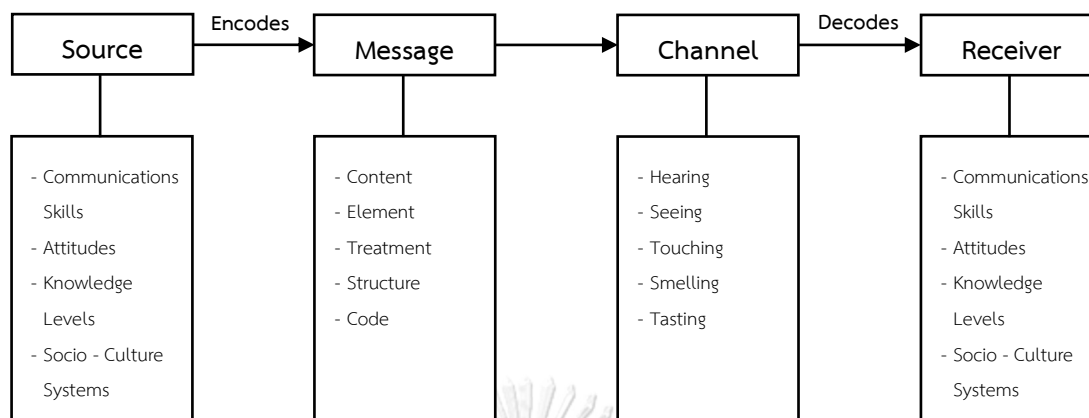 Encodes
Decodes
Source
Message
Channel
Receiver
- Communications
Skills
- Attitudes
- Knowledge
Levels
- Socio - Culture
Systems
- Content
- Element
- Treatment
- Structure
- Code
- Hearing
- Seeing
- Touching
- Smelling
- Tasting
- Communications
Skills
- Attitudes
- Knowledge
Levels
- Socio - Culture
Systems